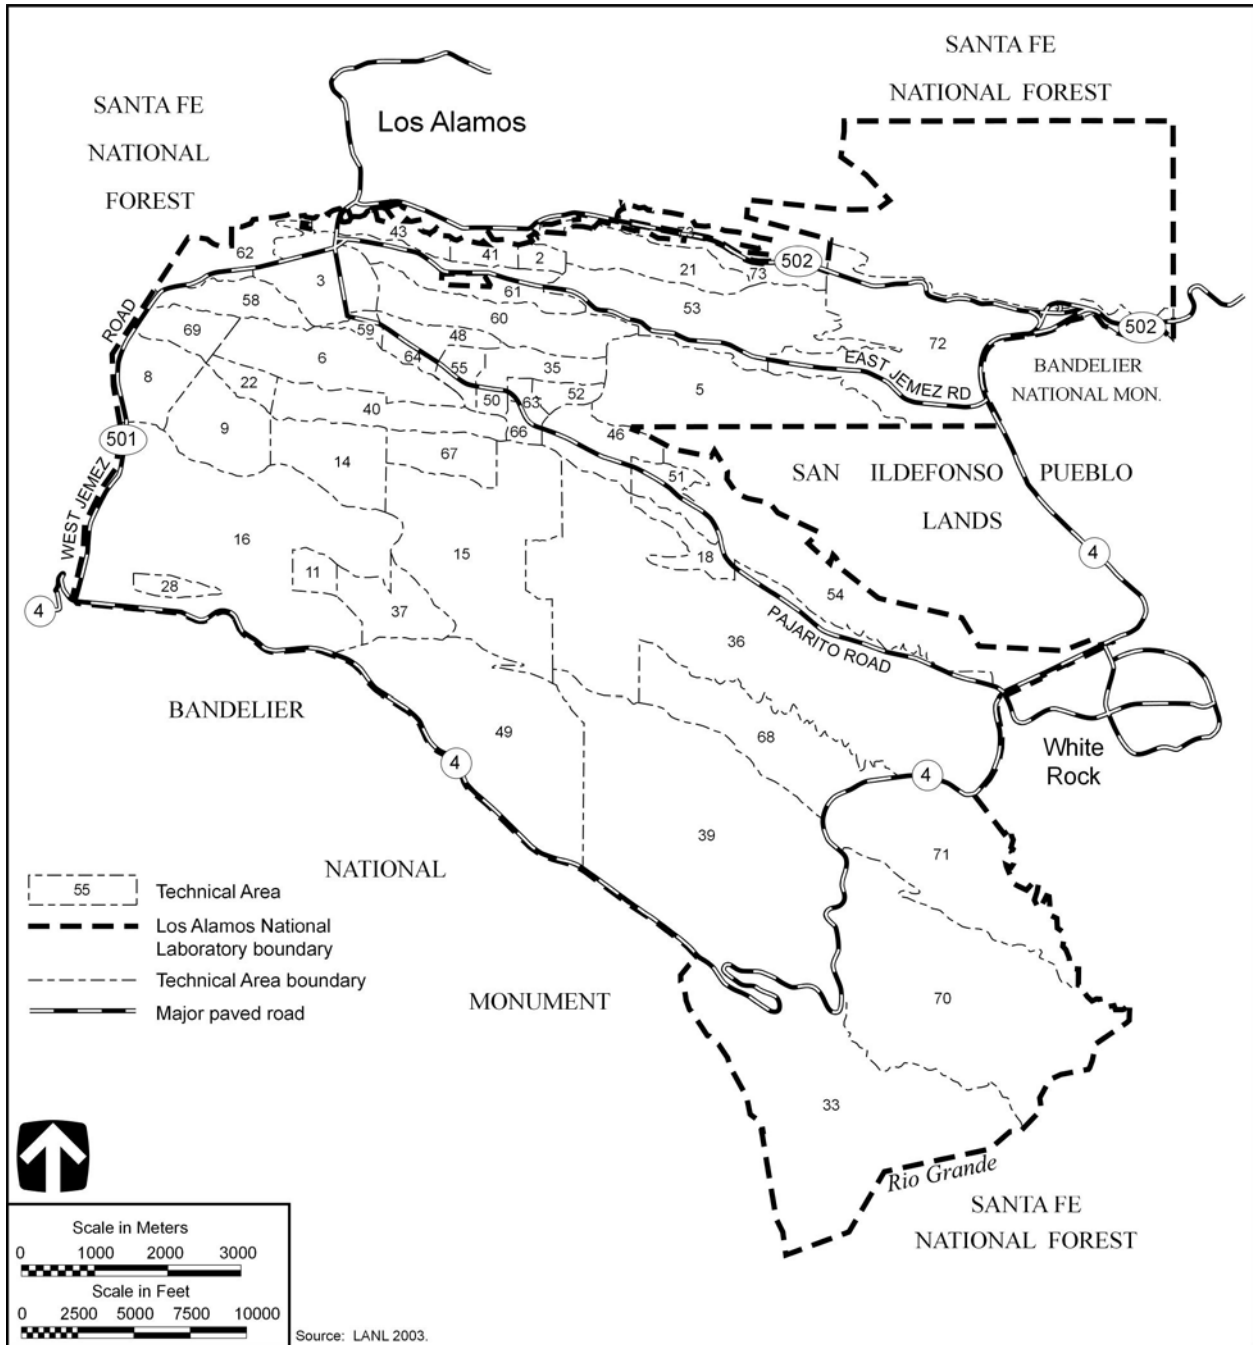 SANTA FE
NATIONAL FOREST
SANTA FE
NATIONAL
FOREST
Los Alamos
43
62
41
2
21
73
73
502
502
3
58
61
53
60
59
48
69
64
6
55
35
72
EAST JEMEZ RD
BANDELIER
NATIONAL MON.
ROAD
8
22
50
63
52
5
40
9
66
46
501
14
67
51
SAN ILDEFONSO PUEBLO
LANDS
WEST JEMEZ
16
15
18
4
11
28
37
54
4
36
PAJARITO ROAD
BANDELIER
49
68
White
Rock
4
4
39
71
NATIONAL
55 Technical Area
Los Alamos National
Laboratory boundary
Technical Area boundary
Major paved road
MONUMENT
70
33
Rio Grande
SANTA FE
NATIONAL FOREST
Scale in Meters
0 1000 2000 3000
Scale in Feet
0 2500 5000 7500 10000
Source: LANL 2003.